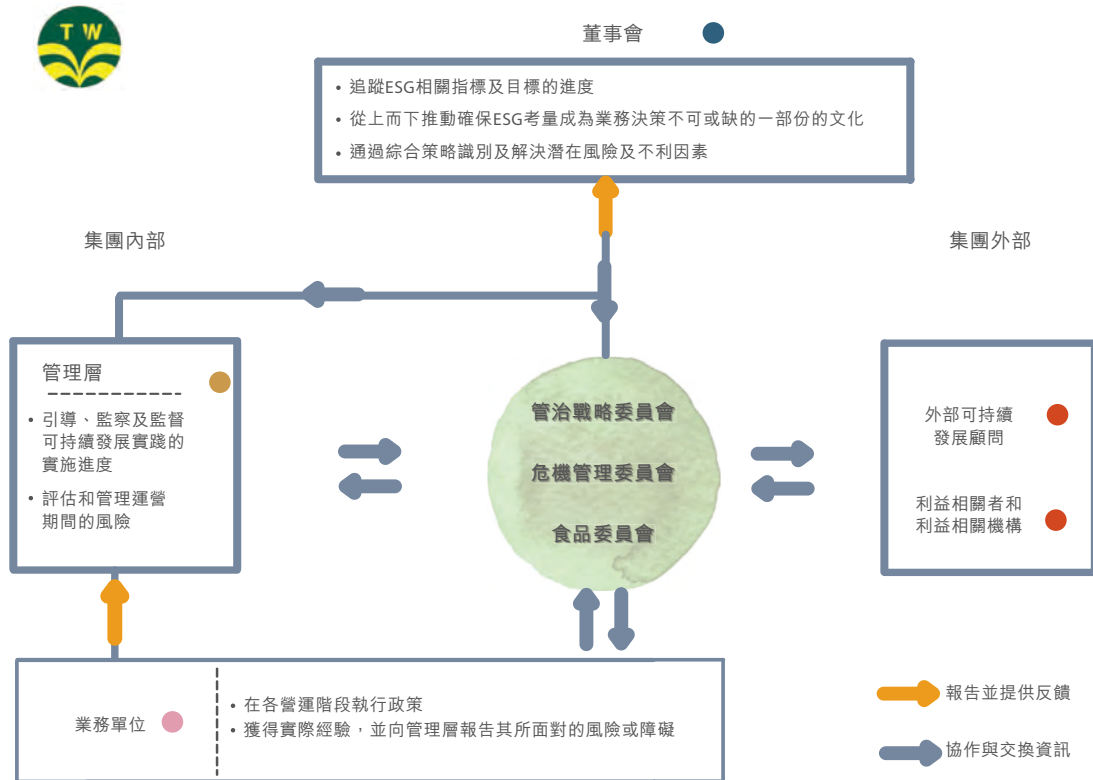 T W
董事會
• 追蹤ESG相關指標及目標的進度
• 從上而下推動確保ESG考量成為業務決策不可或缺的一部份的文化
• 通過綜合策略識別及解決潛在風險及不利因素
集團內部
集團外部
管理層
• 引導、監察及監督
可持續發展實踐的
實施進度
• 評估和管理運營
期間的風險
管治戰略委員會
危機管理委員會
食品委員會
外部可持續
發展顧問
利益相關者和
利益相關機構
業務單位
• 在各營運階段執行政策
• 獲得實際經驗，並向管理層報告其所面對的風險或障礙
報告並提供反饋
協作與交換資訊